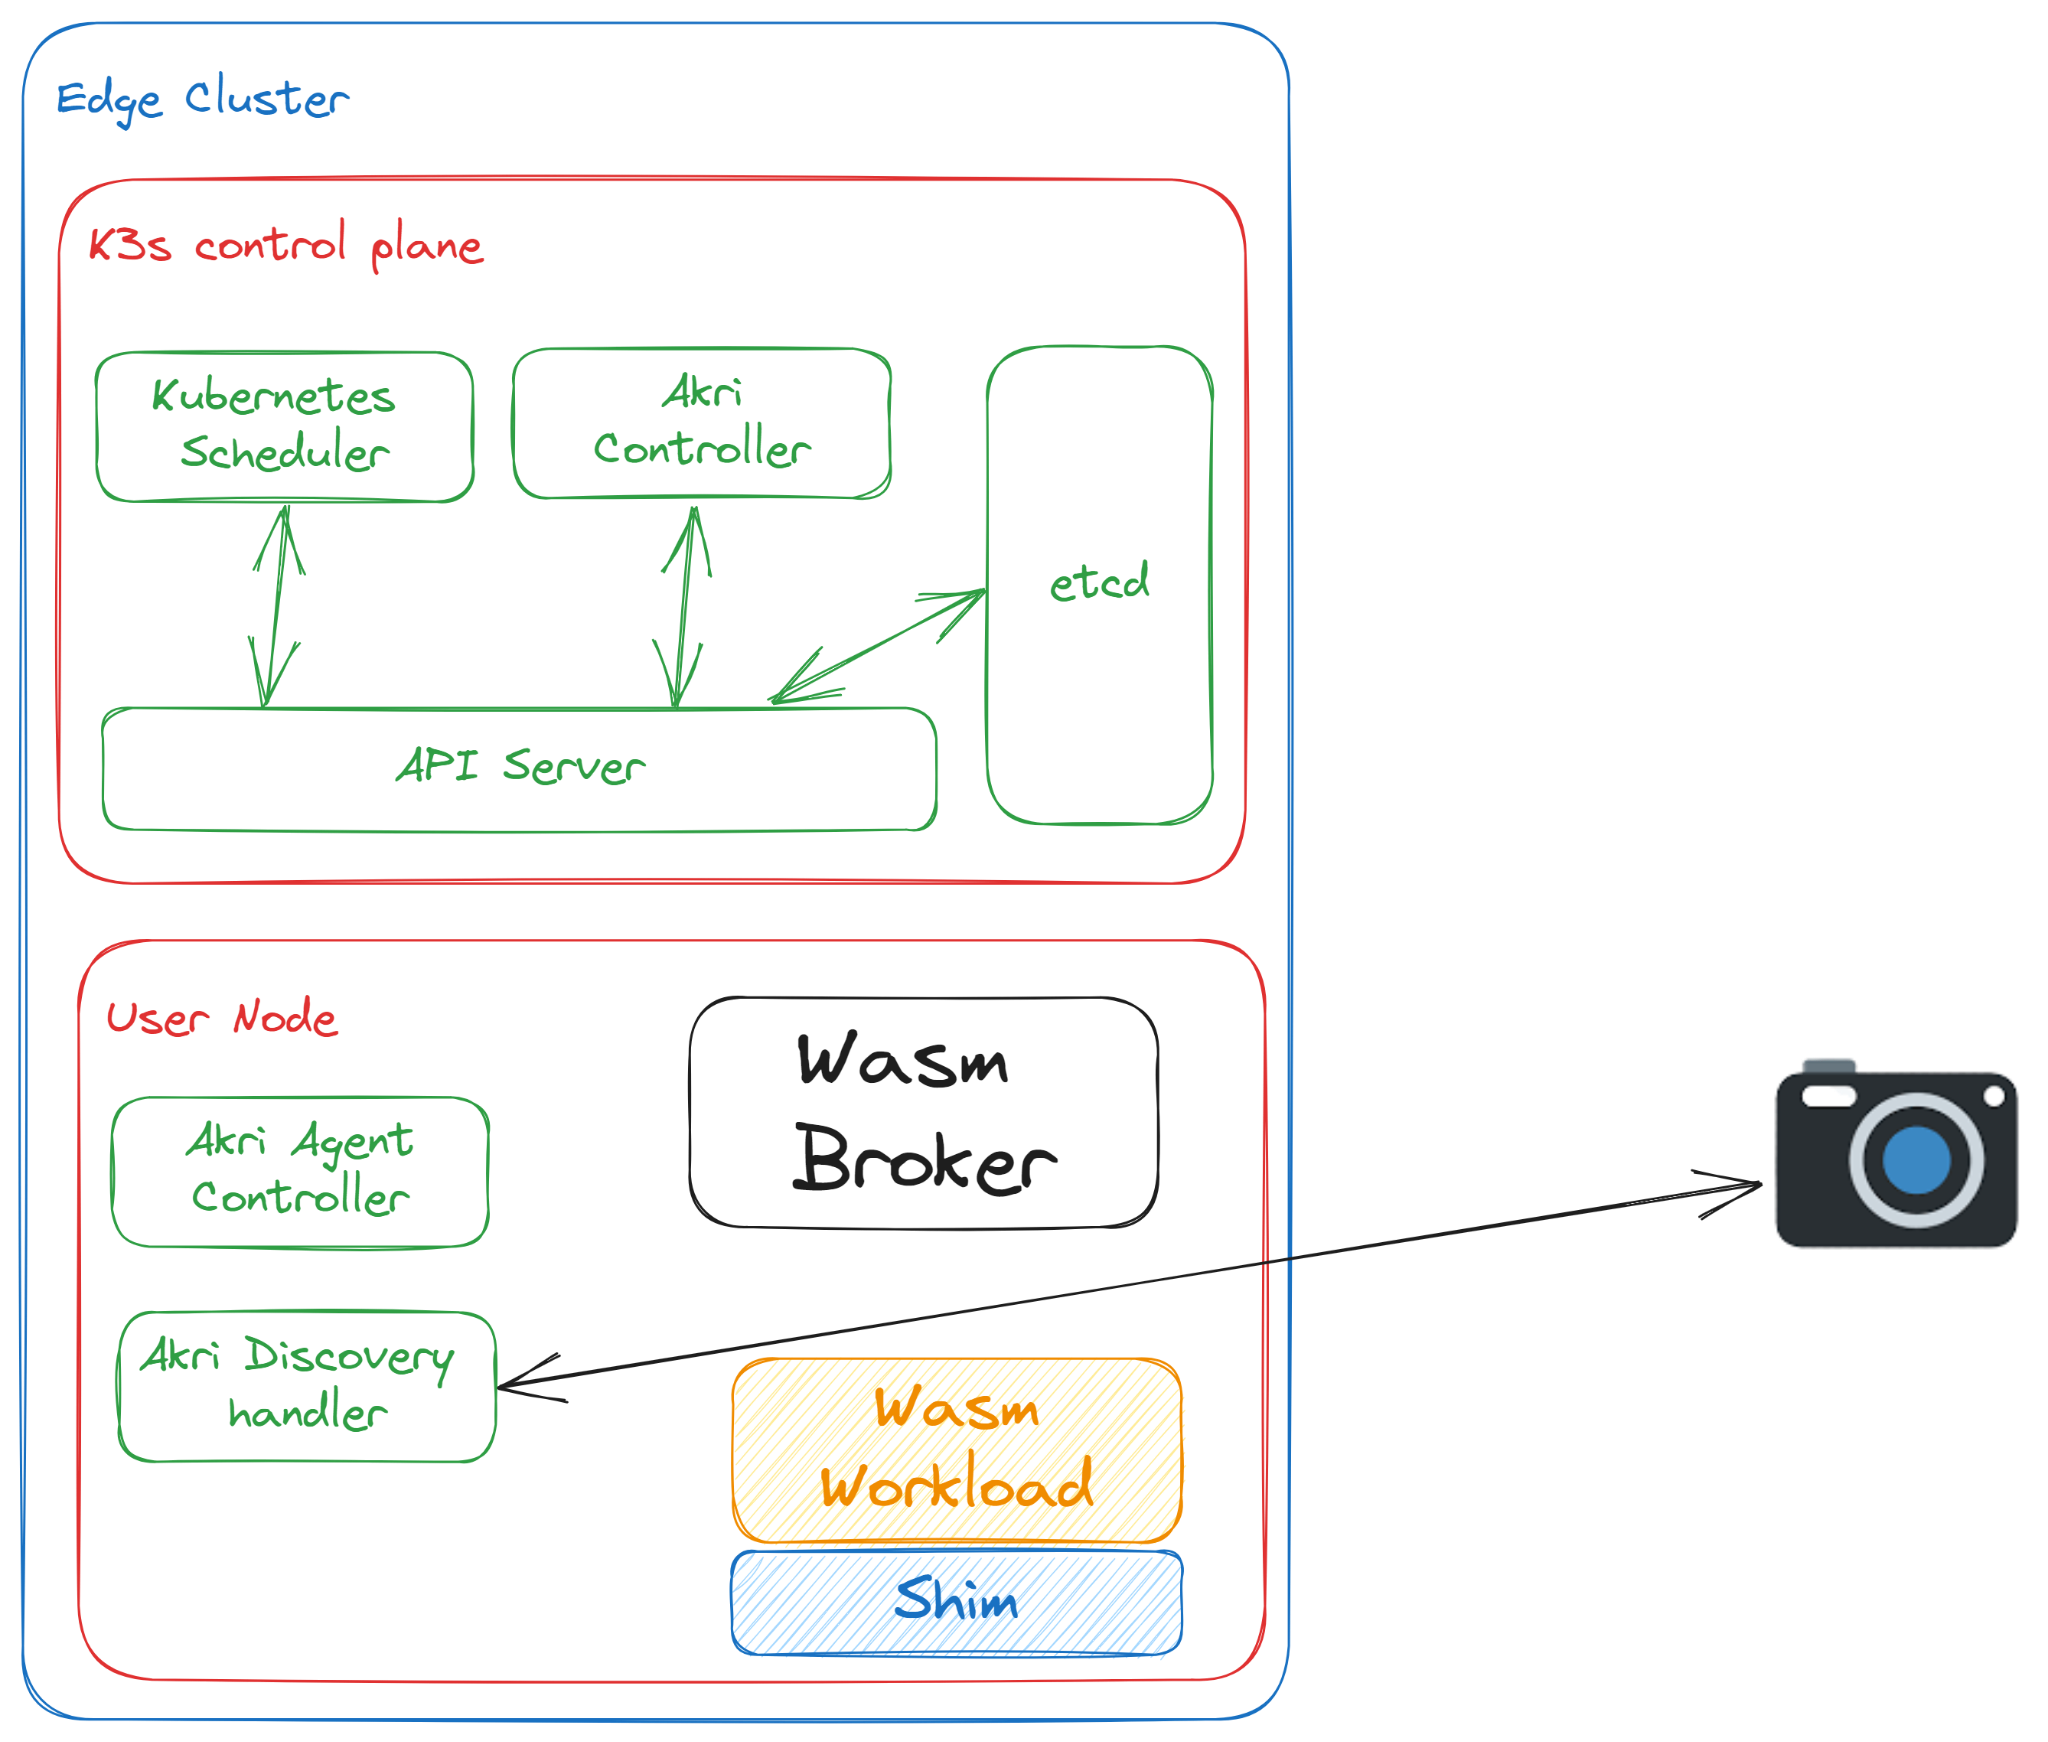 Edge Cluster
K3s control plane
Kubernetes
Scheduler
Akri
Controller
etcd
API Server
User Node
Wasm
Broker
Akri Agent
Controller
Akri Discovery
handler
Wasm
Workload
Shim